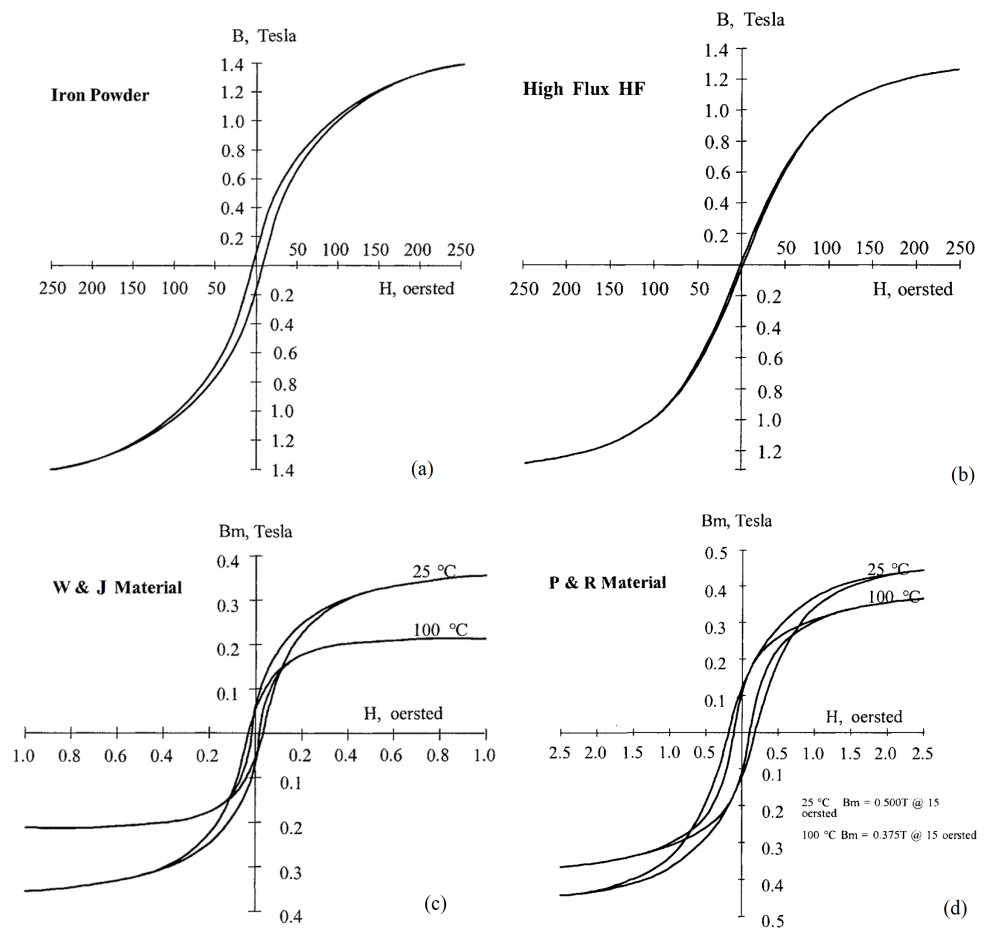 B, Tesla
Iron Powder
1.4
1.2
1.0
0.8
0.6
0.4
0.2
50 100 150 200 250
250 200 150 100 50
H, oersted
0.2
0.4
0.6
0.8
1.0
1.2
1.4
(a)
B, Tesla
High Flux HF
1.4
1.2
1.0
0.8
0.6
0.4
0.2
50 100 150 200 250
250 200 150 100 50
H, oersted
0.2
0.4
0.6
0.8
1.0
1.2
(b)
Bm, Tesla
W & J Material
0.4
0.3
0.2
0.1
25 °C
100 °C
H, oersted
1.0 0.8 0.6 0.4 0.2
0.2 0.4 0.6 0.8 1.0
0.1
0.2
0.3
0.4
(c)
Bm, Tesla
P & R Material
0.5
0.4
0.3
0.2
0.1
25 °C
100 °C
H, oersted
2.5 2.0 1.5 1.0 0.5
0.5 1.0 1.5 2.0 2.5
0.1
0.2
0.3
0.4
0.5
25 °C Bm = 0.500T @ 15
oersted
100 °C Bm = 0.375T @ 15 oersted
(d)